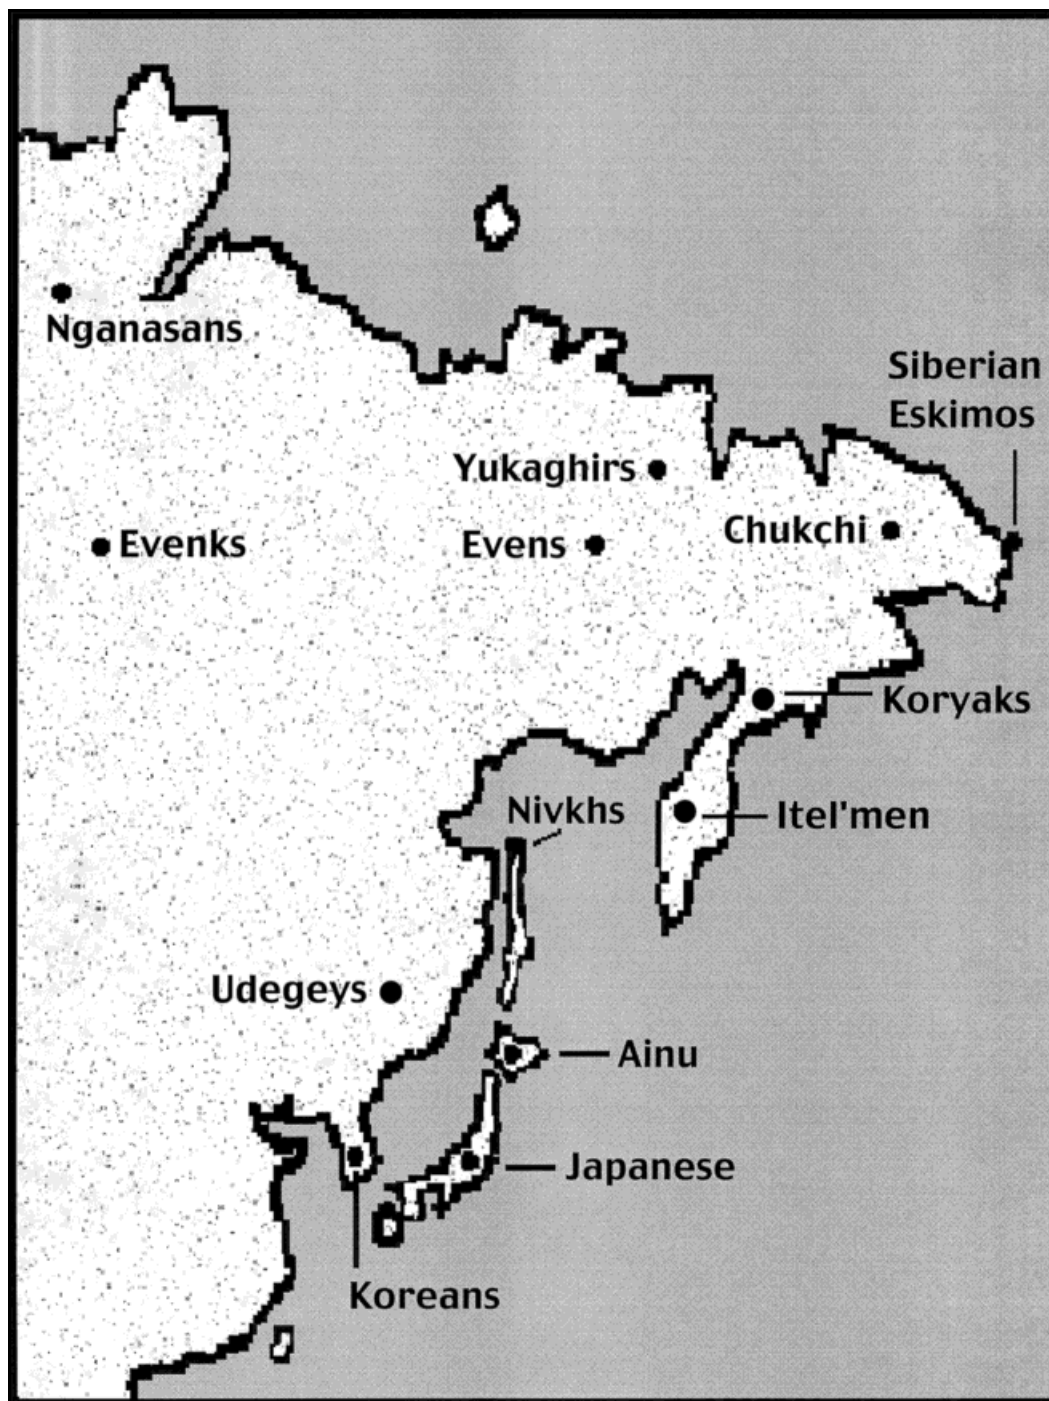 Nganasans
Siberian
Eskimos
Yukaghirs
Chukchi
Evenks
Evens
Koryaks
Nivkhs
Itel'men
Udegeys
Ainu
Japanese
Koreans